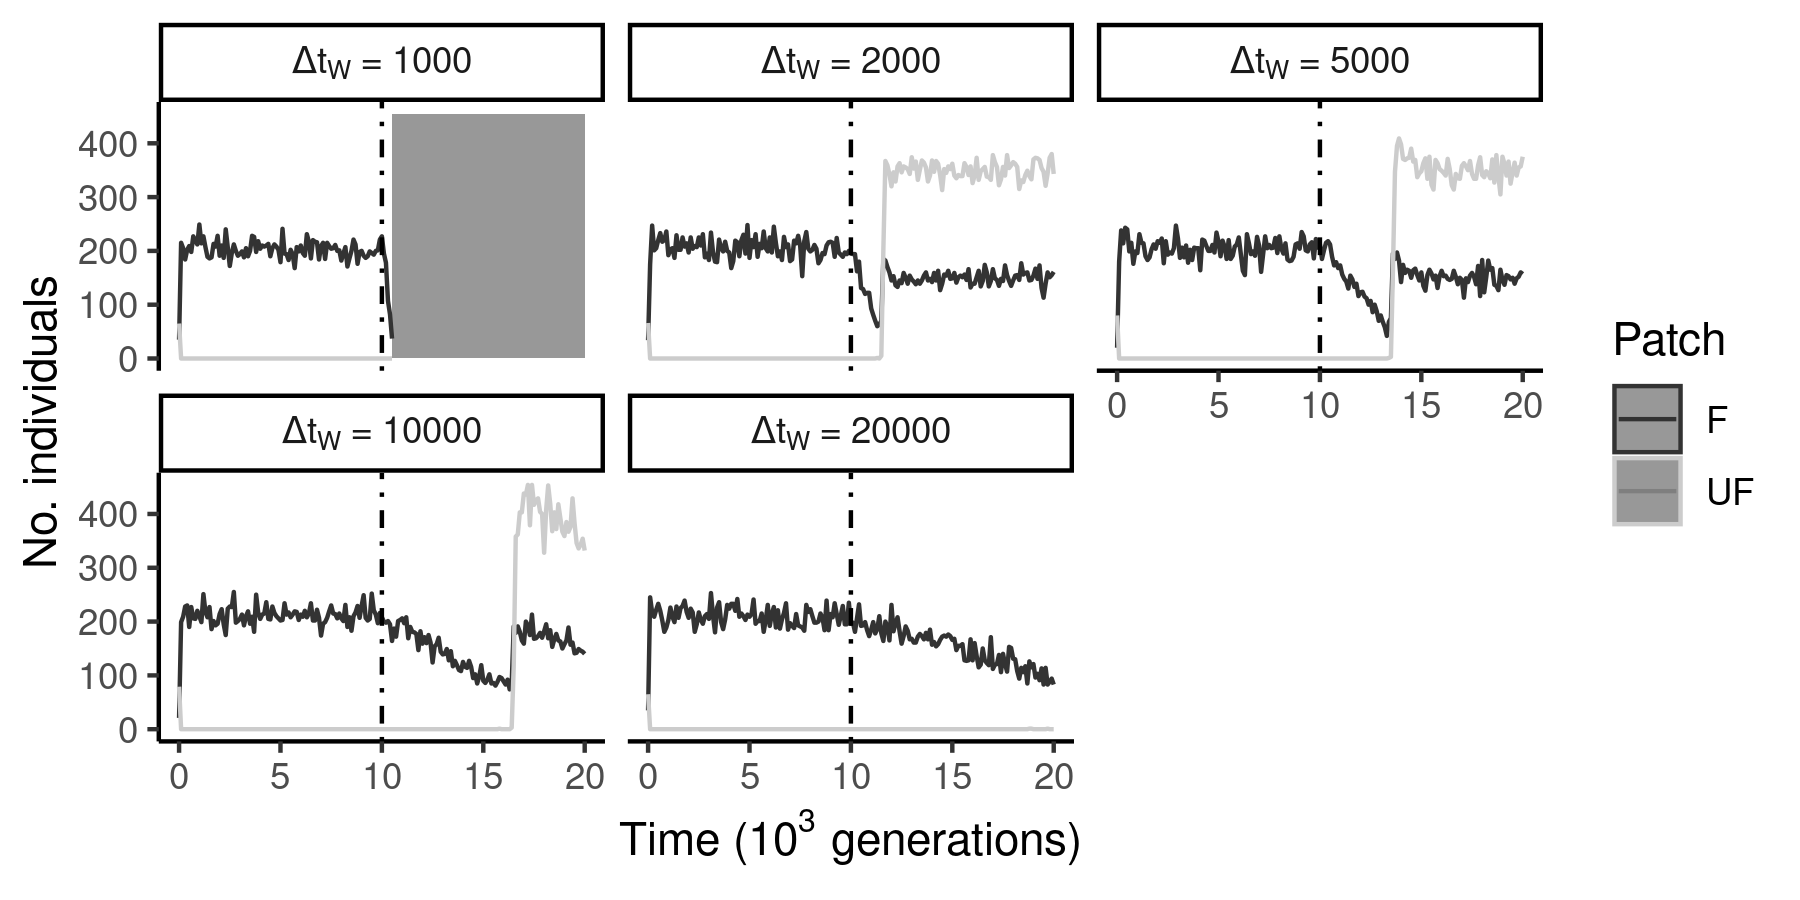 Δt_W = 1000
Δt_W = 2000
Δt_W = 5000
400
300
200
100
0
0 5 10 15 20
Δt_W = 10000
Δt_W = 20000
400
300
200
100
0
0 5 10 15 20
0 5 10 15 20
No. individuals
Time (10³ generations)
Patch
F
UF